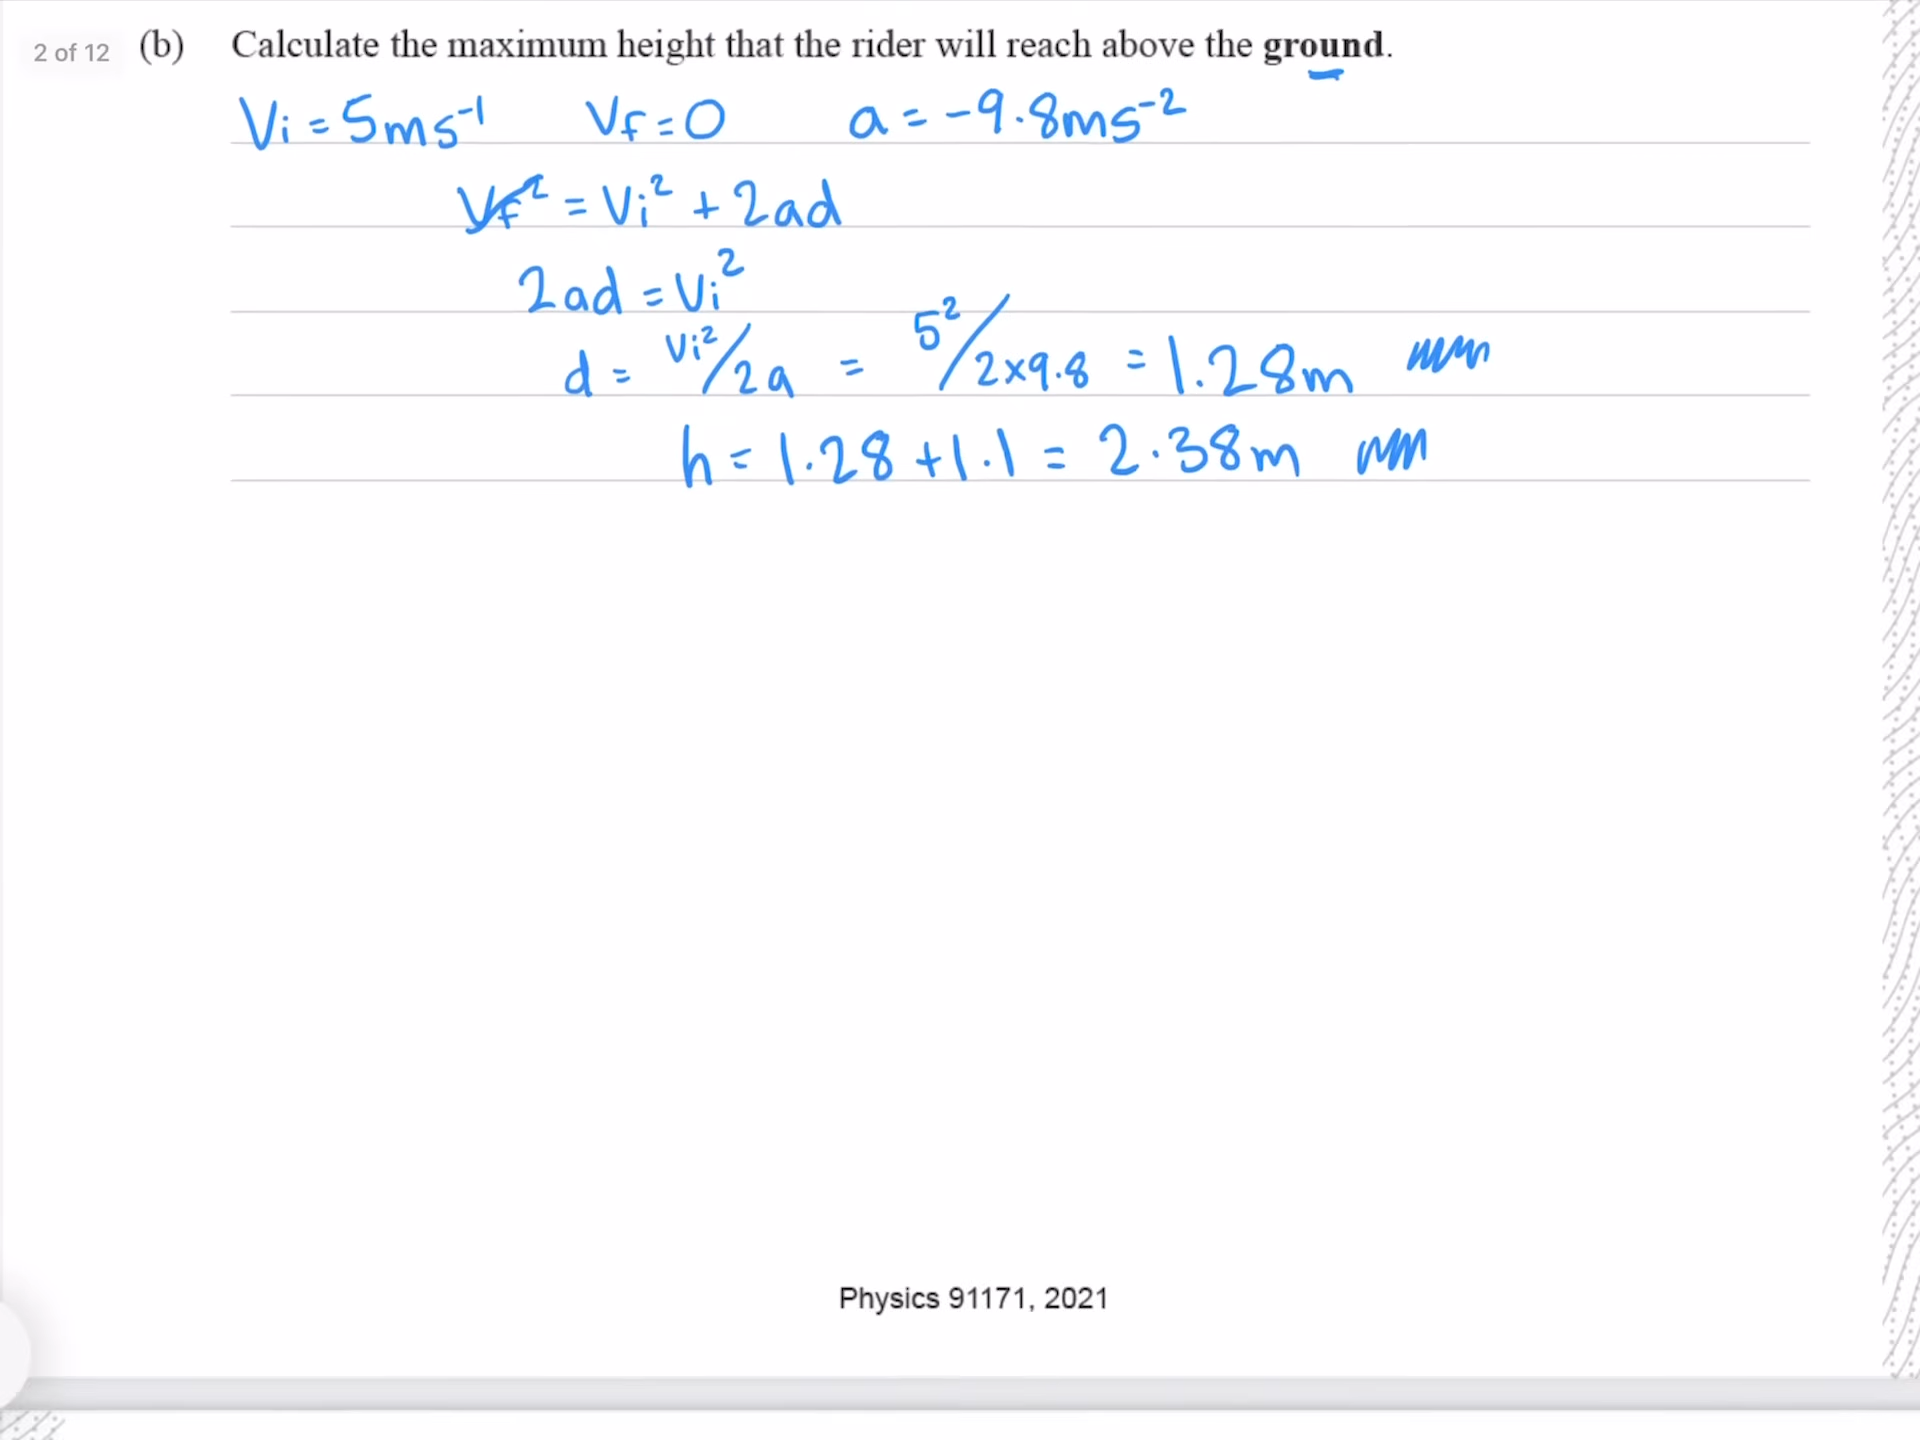 2 of 12
(b) Calculate the maximum height that the rider will reach above the ground.
Vi = 5ms⁻¹ Vf = 0 a = -9.8ms⁻²
Vf² = Vi² + 2ad
2ad = Vi²
d = Vi²/2a = 5²/2×9.8 = 1.28m
h = 1.28 + 1.1 = 2.38m
Physics 91171, 2021